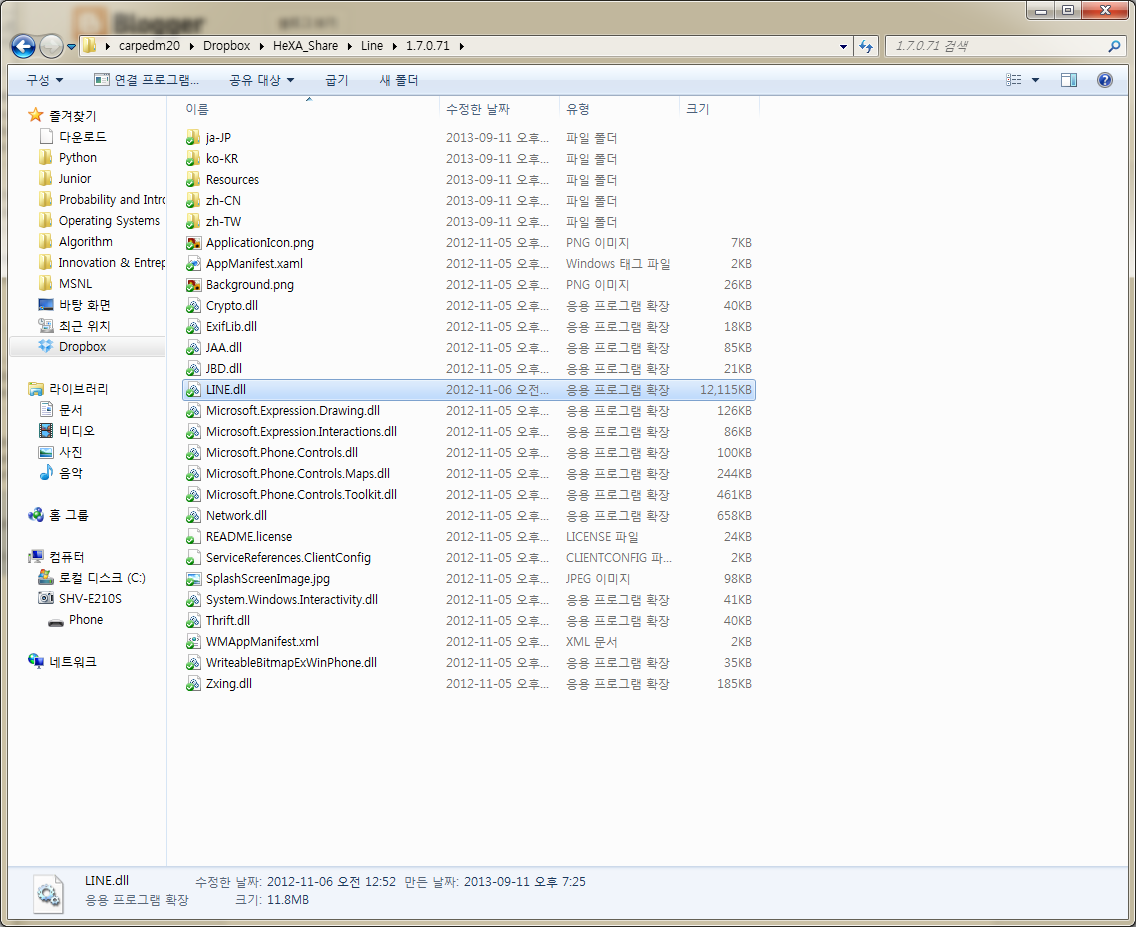 Blogger
carpedm20 Dropbox HeXA_Share Line 1.7.0.71
1.7.0.71 검색
구성 연결 프로그램... 공유 대상 굽기 새 폴더
이름 수정한 날짜 유형 크기
즐겨찾기
다운로드
Python
Junior
Probability and Intro
Operating Systems
Algorithm
Innovation & Entrep
MSNL
바탕 화면
최근 위치
Dropbox
라이브러리
문서
비디오
사진
음악
홈 그룹
컴퓨터
로컬 디스크 (C:)
SHV-E210S
Phone
네트워크
ja-JP 2013-09-11 오후... 파일 폴더
ko-KR 2013-09-11 오후... 파일 폴더
Resources 2013-09-11 오후... 파일 폴더
zh-CN 2013-09-11 오후... 파일 폴더
zh-TW 2013-09-11 오후... 파일 폴더
ApplicationIcon.png 2012-11-05 오후... PNG 이미지 7KB
AppManifest.xaml 2012-11-05 오후... Windows 태그 파일 2KB
Background.png 2012-11-05 오후... PNG 이미지 26KB
Crypto.dll 2012-11-05 오후... 응용 프로그램 확장 40KB
ExifLib.dll 2012-11-05 오후... 응용 프로그램 확장 18KB
JAA.dll 2012-11-05 오후... 응용 프로그램 확장 85KB
JBD.dll 2012-11-05 오후... 응용 프로그램 확장 21KB
LINE.dll 2012-11-06 오전... 응용 프로그램 확장 12,115KB
Microsoft.Expression.Drawing.dll 2012-11-05 오후... 응용 프로그램 확장 126KB
Microsoft.Expression.Interactions.dll 2012-11-05 오후... 응용 프로그램 확장 86KB
Microsoft.Phone.Controls.dll 2012-11-05 오후... 응용 프로그램 확장 100KB
Microsoft.Phone.Controls.Maps.dll 2012-11-05 오후... 응용 프로그램 확장 244KB
Microsoft.Phone.Controls.Toolkit.dll 2012-11-05 오후... 응용 프로그램 확장 461KB
Network.dll 2012-11-05 오후... 응용 프로그램 확장 658KB
README.license 2012-11-05 오후... LICENSE 파일 24KB
ServiceReferences.ClientConfig 2012-11-05 오후... CLIENTCONFIG 파... 2KB
SplashScreenImage.jpg 2012-11-05 오후... JPEG 이미지 98KB
System.Windows.Interactivity.dll 2012-11-05 오후... 응용 프로그램 확장 41KB
Thrift.dll 2012-11-05 오후... 응용 프로그램 확장 40KB
WMAppManifest.xml 2012-11-05 오후... XML 문서 2KB
WriteableBitmapExWinPhone.dll 2012-11-05 오후... 응용 프로그램 확장 35KB
Zxing.dll 2012-11-05 오후... 응용 프로그램 확장 185KB
LINE.dll 수정한 날짜: 2012-11-06 오전 12:52 만든 날짜: 2013-09-11 오후 7:25
응용 프로그램 확장 크기: 11.8MB